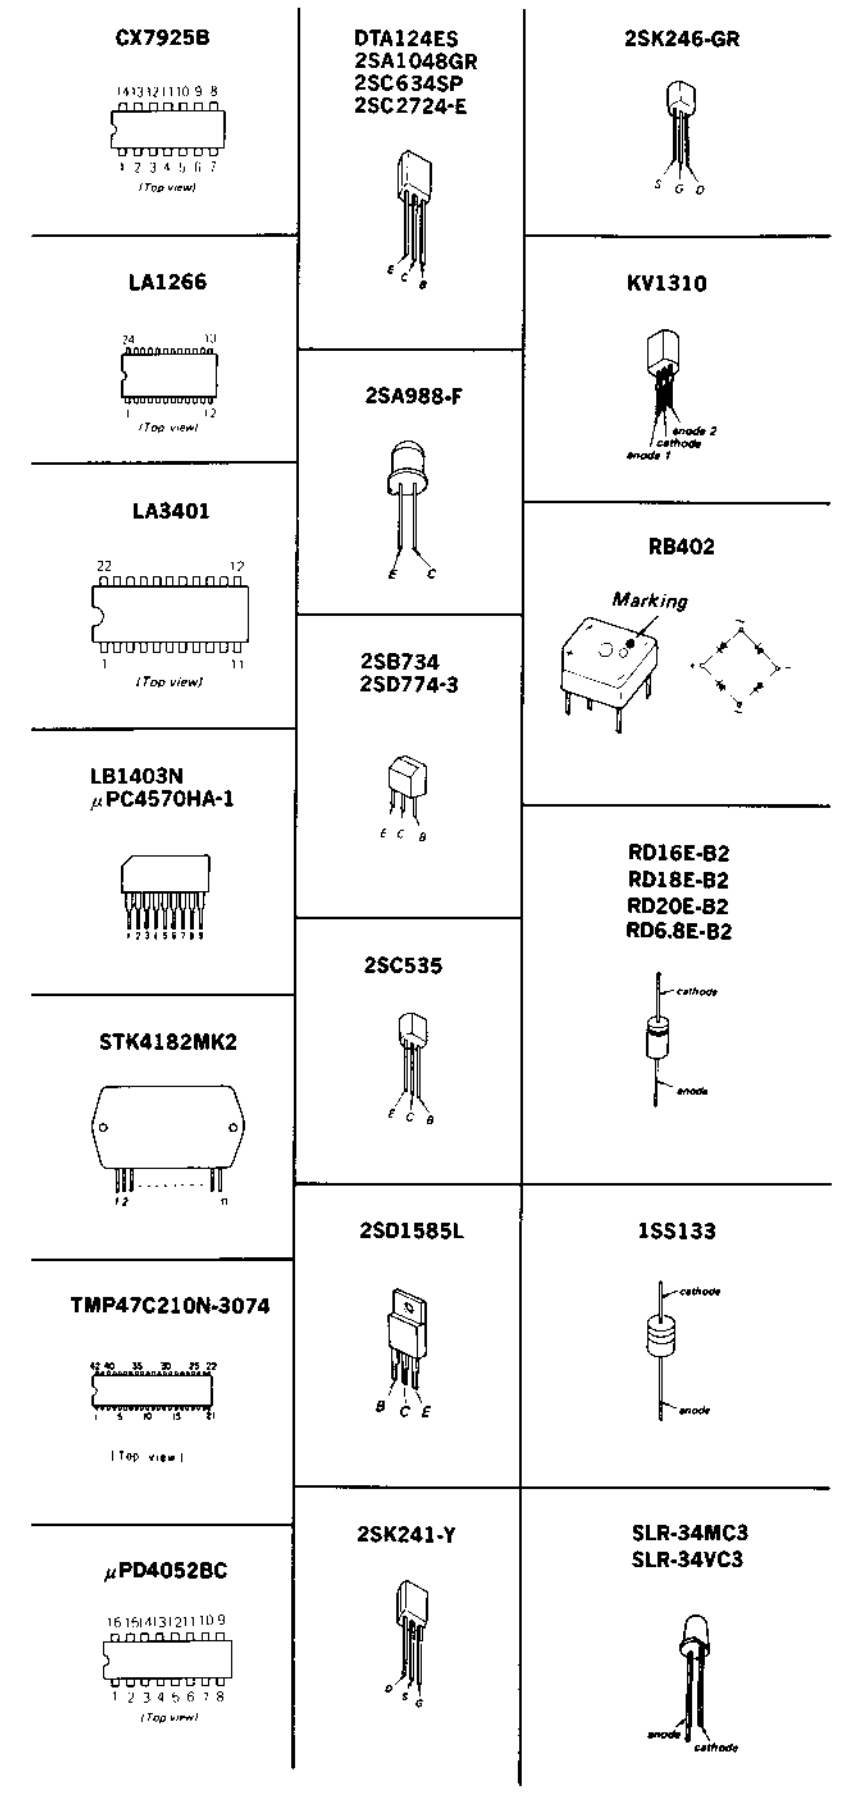 CX7925B
14 13 12 11 10 9 8
1 2 3 4 5 6 7
(Top view)
LA1266
24 13
1 12
(Top view)
LA3401
22 12
1 11
(Top view)
LB1403N
μPC4570HA-1
1 2 3 4 5 6 7 8 9
STK4182MK2
1 2 11
TMP47C210N-3074
42 40 35 30 25 22
1 5 10 15 21
(Top view)
μPD4052BC
16 15 14 13 12 11 10 9
1 2 3 4 5 6 7 8
(Top view)
DTA124ES
2SA1048GR
2SC634SP
2SC2724-E
E C B
2SA988-F
E C
2SB734
2SD774-3
E C B
2SC535
E C B
2SD1585L
B C E
2SK241-Y
D S G
2SK246-GR
S G D
KV1310
anode 2
cathode
anode 1
RB402
Marking
+
~
+ -
~
RD16E-B2
RD18E-B2
RD20E-B2
RD6.8E-B2
cathode
anode
1SS133
cathode
anode
SLR-34MC3
SLR-34VC3
anode
cathode